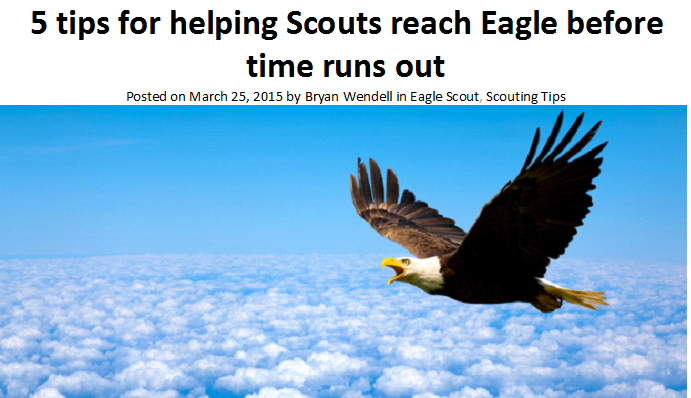 5 tips for helping Scouts reach Eagle before
time runs out
Posted on March 25, 2015 by Bryan Wendell in Eagle Scout, Scouting Tips